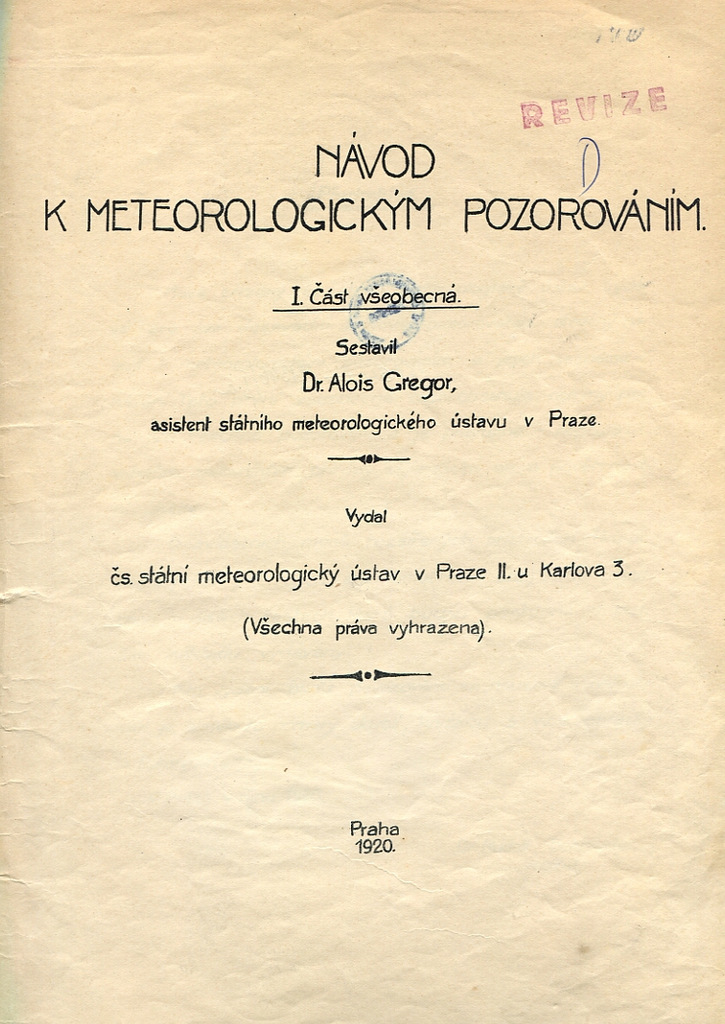 REVIZE
D
NÁVOD
K METEOROLOGICKÝM POZOROVÁNÍM.
I. Část všeobecná.
Sestavil
Dr. Alois Gregor,
asistent státního meteorologického ústavu v Praze.
Vydal
čs. státní meteorologický ústav v Praze II. u Karlova 3.
(Všechna práva vyhrazena).
Praha
1920.